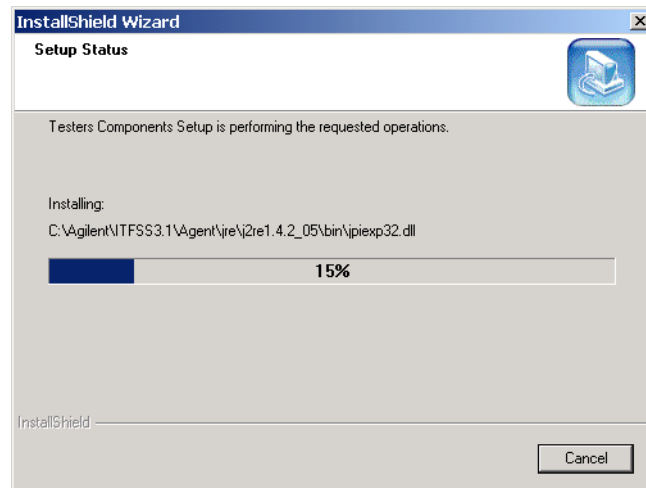 InstallShield Wizard
Setup Status
Testers Components Setup is performing the requested operations.
Installing:
C:\Agilent\ITFSS3.1\Agent\jre\j2re1.4.2_05\bin\jpiexp32.dll
15%
InstallShield
Cancel